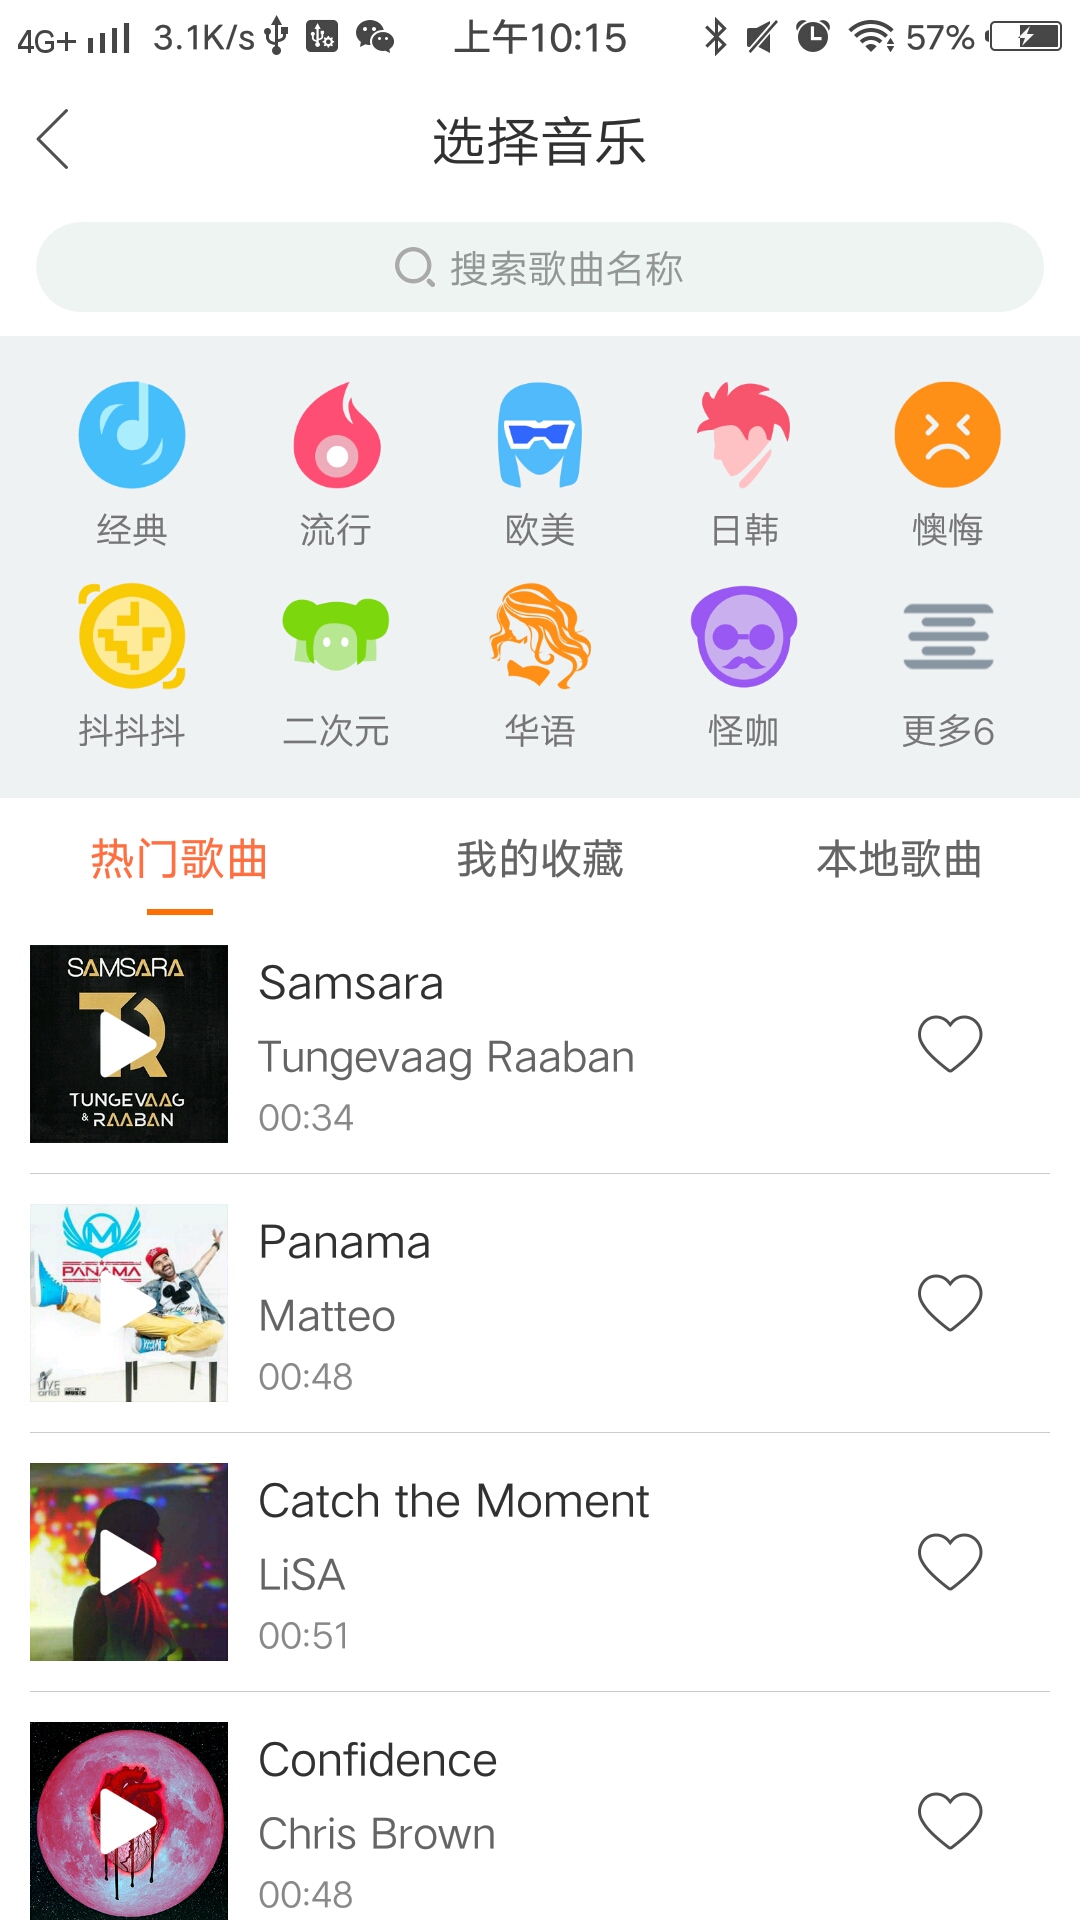 4G+ 3.1K/s 上午10:15 57%
选择音乐
搜索歌曲名称
经典 流行 欧美 日韩 懊悔
抖抖抖 二次元 华语 怪咖 更多6
热门歌曲 我的收藏 本地歌曲
SAMSARA
TUNGEVAAG
& RAABAN
Samsara
Tungevaag Raaban
00:34
M
PANAMA
LIVE
artist
MUSIC
Panama
Matteo
00:48
Catch the Moment
LiSA
00:51
Confidence
Chris Brown
00:48